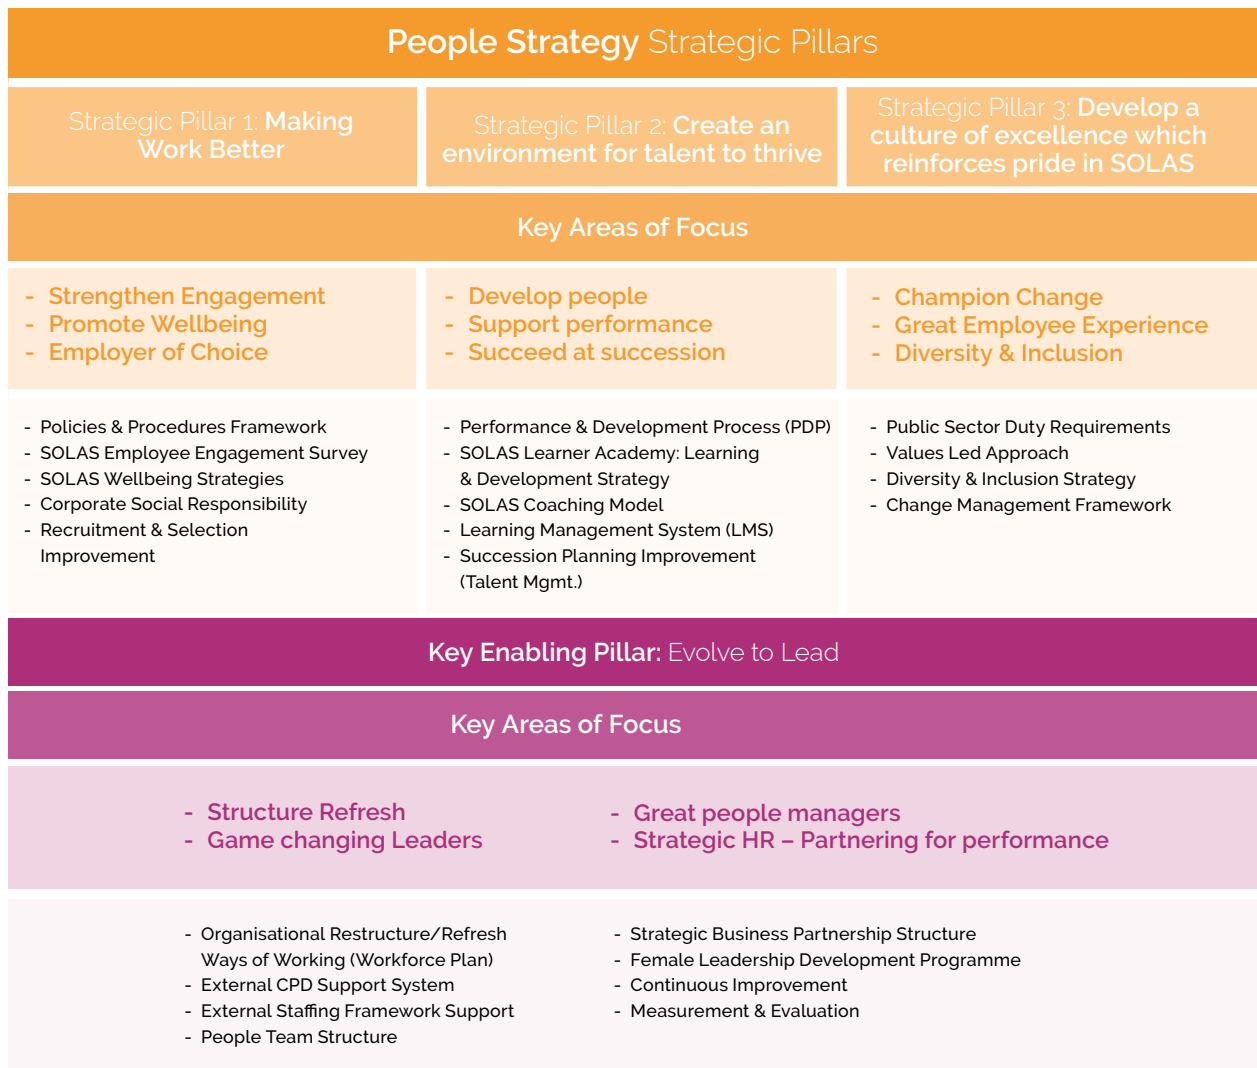 People Strategy Strategic Pillars
Strategic Pillar 1: Making
Work Better
Strategic Pillar 2: Create an
environment for talent to thrive
Strategic Pillar 3: Develop a
culture of excellence which
reinforces pride in SOLAS
Key Areas of Focus
- Strengthen Engagement
- Promote Wellbeing
- Employer of Choice
- Develop people
- Support performance
- Succeed at succession
- Champion Change
- Great Employee Experience
- Diversity & Inclusion
- Policies & Procedures Framework
- SOLAS Employee Engagement Survey
- SOLAS Wellbeing Strategies
- Corporate Social Responsibility
- Recruitment & Selection
Improvement
- Performance & Development Process (PDP)
- SOLAS Learner Academy: Learning
& Development Strategy
- SOLAS Coaching Model
- Learning Management System (LMS)
- Succession Planning Improvement
(Talent Mgmt.)
- Public Sector Duty Requirements
- Values Led Approach
- Diversity & Inclusion Strategy
- Change Management Framework
Key Enabling Pillar: Evolve to Lead
Key Areas of Focus
- Structure Refresh
- Game changing Leaders
- Great people managers
- Strategic HR – Partnering for performance
- Organisational Restructure/Refresh
Ways of Working (Workforce Plan)
- External CPD Support System
- External Staffing Framework Support
- People Team Structure
- Strategic Business Partnership Structure
- Female Leadership Development Programme
- Continuous Improvement
- Measurement & Evaluation